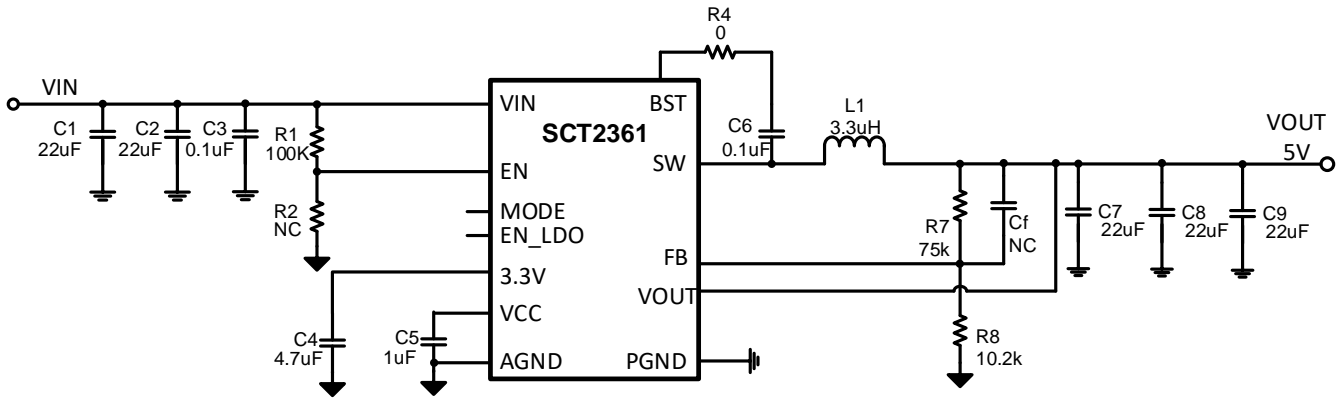 R4
0
VIN
C1
22uF
C2
22uF
C3
0.1uF
R1
100K
R2
NC
C4
4.7uF
C5
1uF
VIN
BST
SCT2361
EN
SW
MODE
EN_LDO
3.3V
FB
VCC
VOUT
AGND
PGND
C6
0.1uF
L1
3.3uH
R7
75k
Cf
NC
R8
10.2k
C7
22uF
C8
22uF
C9
22uF
VOUT
5V